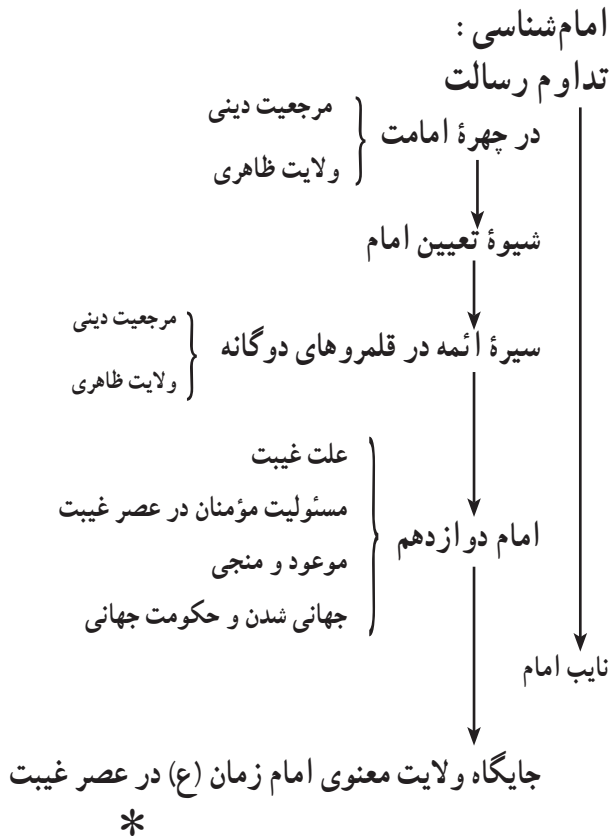 امام‌شناسی :
تداوم رسالت
در چهرهٔ امامت
مرجعیت دینی
ولایت ظاهری
شیوهٔ تعیین امام
سیرهٔ ائمه در قلمروهای دوگانه
مرجعیت دینی
ولایت ظاهری
امام دوازدهم
علت غیبت
مسئولیت مؤمنان در عصر غیبت
موعود و منجی
جهانی شدن و حکومت جهانی
نایب امام
جایگاه ولایت معنوی امام زمان (ع) در عصر غیبت
*